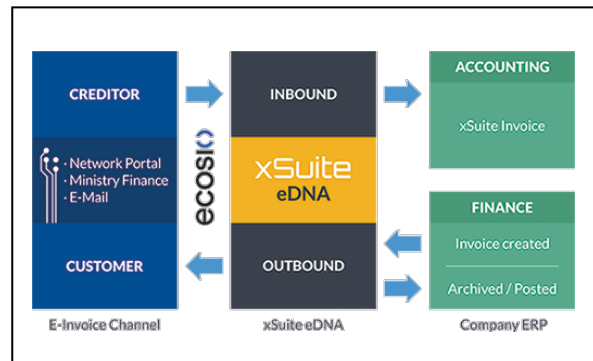 CREDITOR
· Network Portal
· Ministry Finance
· E-Mail
CUSTOMER
E-Invoice Channel
ecosio
INBOUND
xSuite
eDNA
OUTBOUND
xSuite eDNA
ACCOUNTING
xSuite Invoice
FINANCE
Invoice created
Archived / Posted
Company ERP